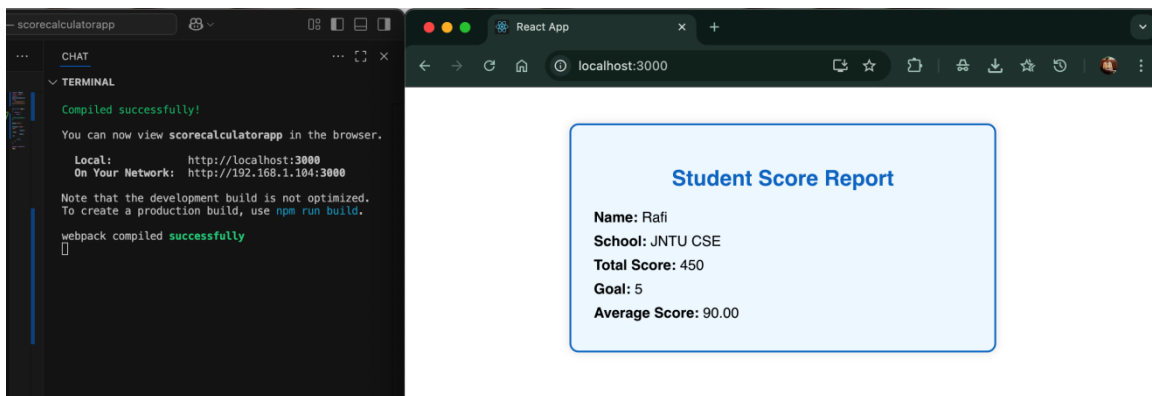 — scorecalculatorapp
CHAT
TERMINAL
Compiled successfully!
You can now view scorecalculatorapp in the browser.
Local: http://localhost:3000
On Your Network: http://192.168.1.104:3000
Note that the development build is not optimized.
To create a production build, use npm run build.
webpack compiled successfully
React App
localhost:3000
Student Score Report
Name: Rafi
School: JNTU CSE
Total Score: 450
Goal: 5
Average Score: 90.00